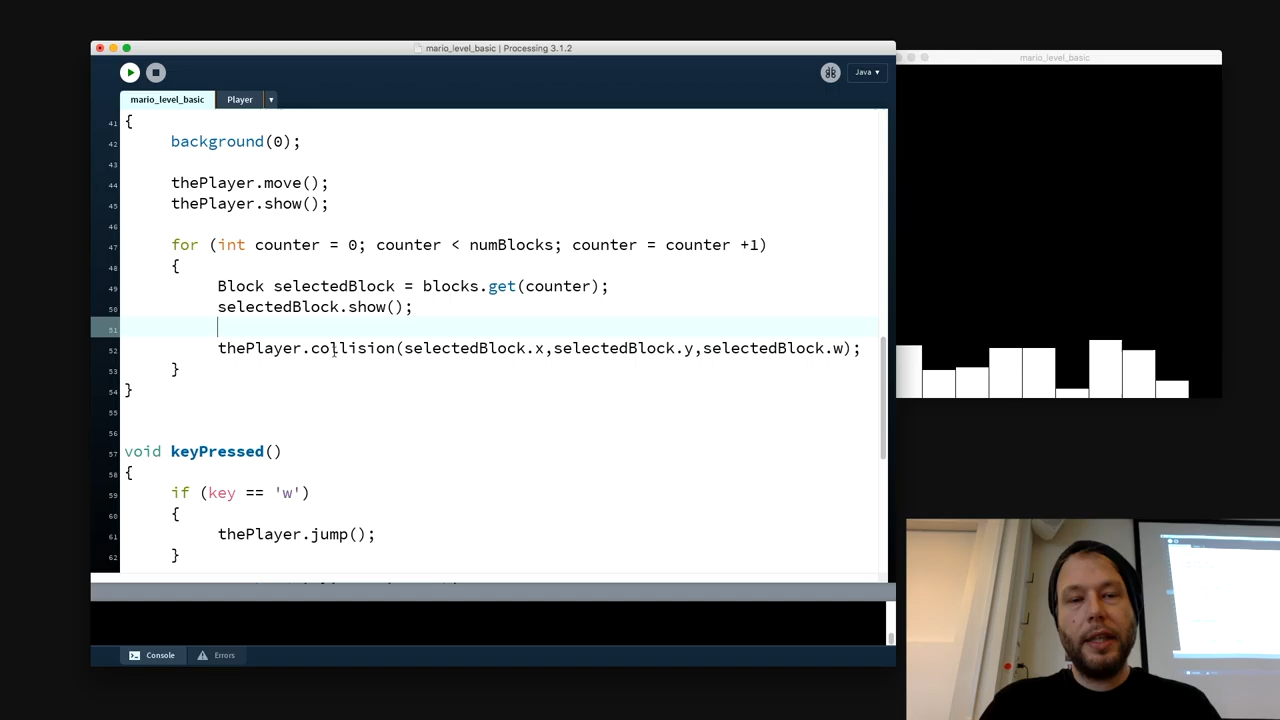 mario_level_basic | Processing 3.1.2
mario_level_basic
Java ▾
mario_level_basic
Player
▾
41 {
42 background(0);
43
44 thePlayer.move();
45 thePlayer.show();
46
47 for (int counter = 0; counter < numBlocks; counter = counter +1)
48 {
49 Block selectedBlock = blocks.get(counter);
50 selectedBlock.show();
51
52 thePlayer.collision(selectedBlock.x,selectedBlock.y,selectedBlock.w);
53 }
54 }
55
56
57 void keyPressed()
58 {
59 if (key == 'w')
60 {
61 thePlayer.jump();
62 }
Console
Errors